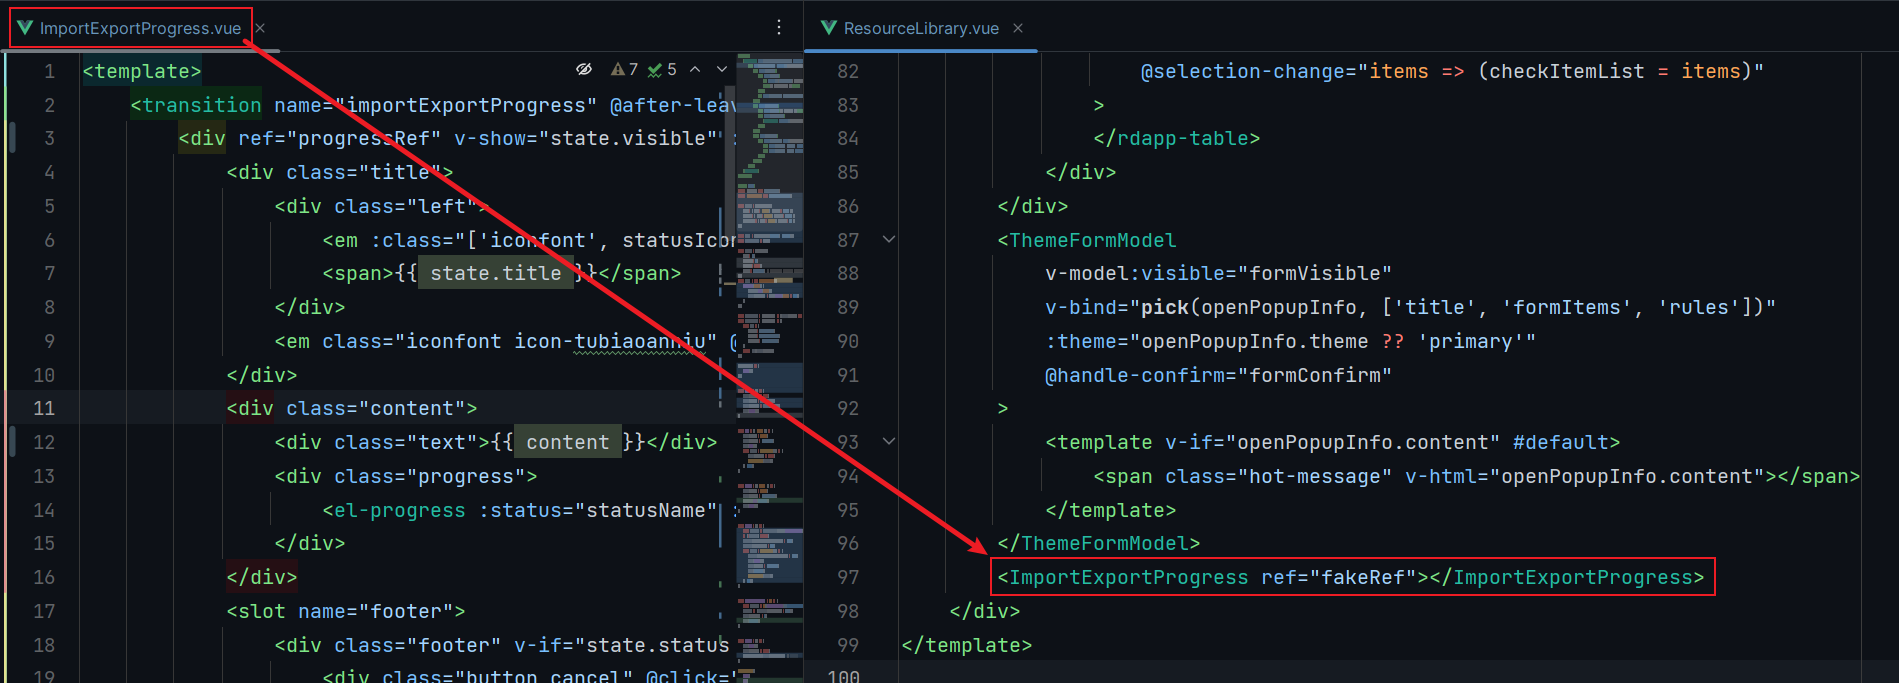 ImportExportProgress.vue
7 5
1 <template>
2 <transition name="importExportProgress" @after-leav
3 <div ref="progressRef" v-show="state.visible"
4 <div class="title">
5 <div class="left">
6 <em :class="['iconfont', statusIcon
7 <span>{{ state.title }}</span>
8 </div>
9 <em class="iconfont icon-tubiaoanniu" @
10 </div>
11 <div class="content">
12 <div class="text">{{ content }}</div>
13 <div class="progress">
14 <el-progress :status="statusName" :
15 </div>
16 </div>
17 <slot name="footer">
18 <div class="footer" v-if="state.status
19 <div class="button cancel" @click="
ResourceLibrary.vue
82 @selection-change="items => (checkItemList = items)"
83 >
84 </rdapp-table>
85 </div>
86 </div>
87 <ThemeFormModel
88 v-model:visible="formVisible"
89 v-bind="pick(openPopupInfo, ['title', 'formItems', 'rules'])"
90 :theme="openPopupInfo.theme ?? 'primary'"
91 @handle-confirm="formConfirm"
92 >
93 <template v-if="openPopupInfo.content" #default>
94 <span class="hot-message" v-html="openPopupInfo.content"></span>
95 </template>
96 </ThemeFormModel>
97 <ImportExportProgress ref="fakeRef"></ImportExportProgress>
98 </div>
99 </template>
100